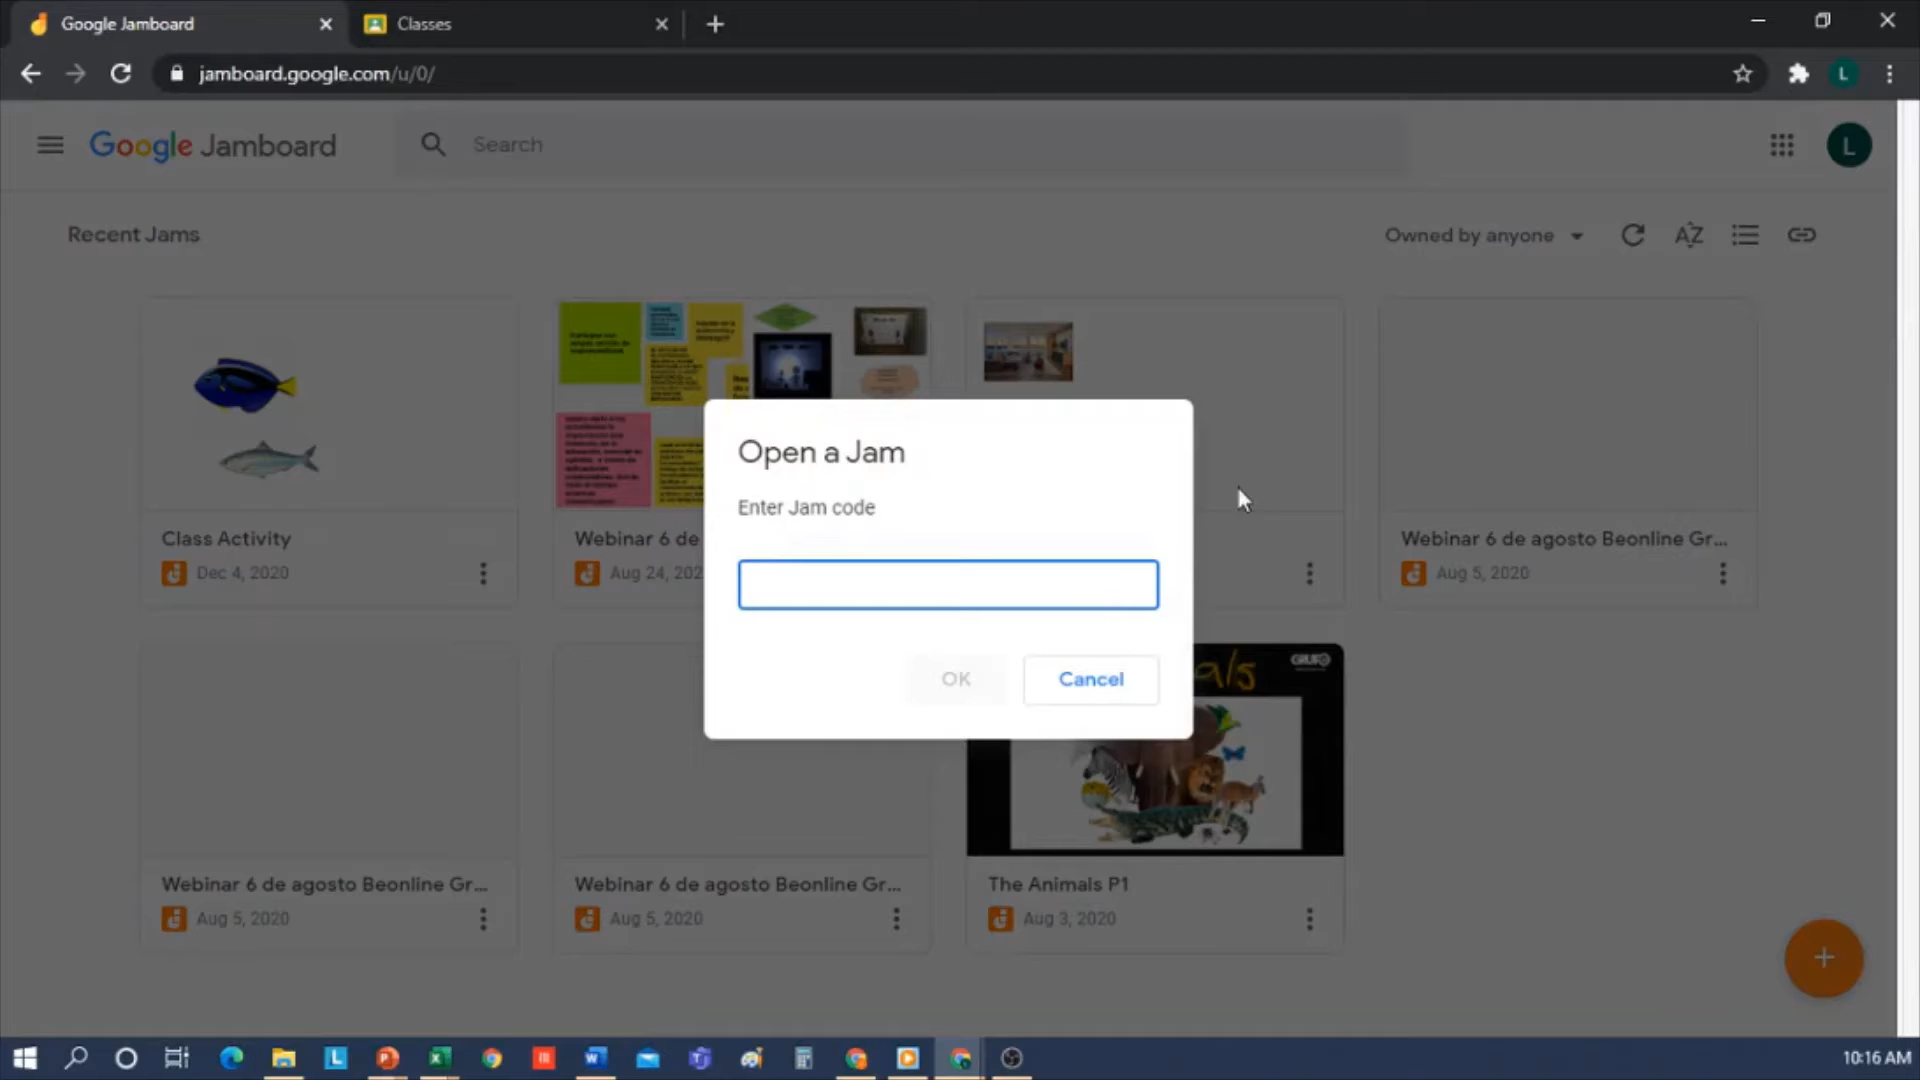 Google Jamboard
Classes
jamboard.google.com/u/0/
L
Google Jamboard
Search
L
Recent Jams
Owned by anyone
AZ
Open a Jam
Enter Jam code
OK
Cancel
Class Activity
Dec 4, 2020
Webinar 6 de
Aug 24, 202
Webinar 6 de agosto Beonline Gr...
Aug 5, 2020
als
GRUPO
Webinar 6 de agosto Beonline Gr...
Aug 5, 2020
Webinar 6 de agosto Beonline Gr...
Aug 5, 2020
The Animals P1
Aug 3, 2020
10:16 AM